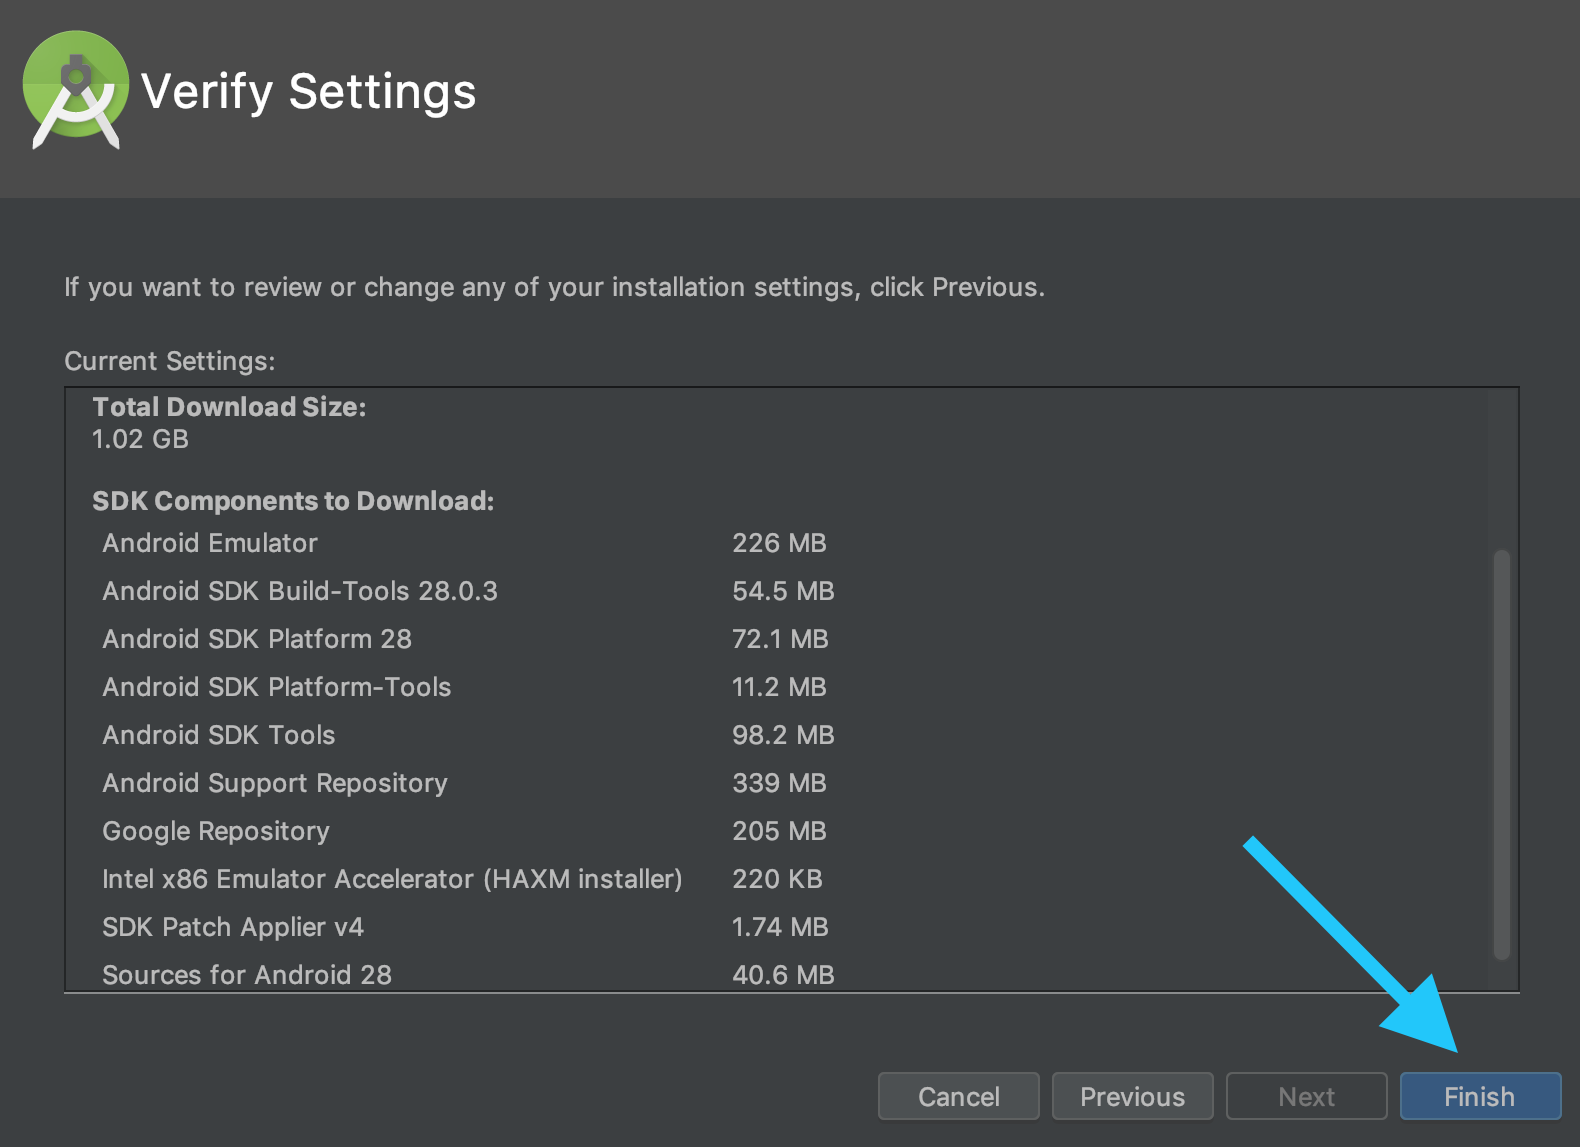 Verify Settings
If you want to review or change any of your installation settings, click Previous.
Current Settings:
Total Download Size:
1.02 GB
SDK Components to Download:
Android Emulator 226 MB
Android SDK Build-Tools 28.0.3 54.5 MB
Android SDK Platform 28 72.1 MB
Android SDK Platform-Tools 11.2 MB
Android SDK Tools 98.2 MB
Android Support Repository 339 MB
Google Repository 205 MB
Intel x86 Emulator Accelerator (HAXM installer) 220 KB
SDK Patch Applier v4 1.74 MB
Sources for Android 28 40.6 MB
Cancel Previous Next Finish